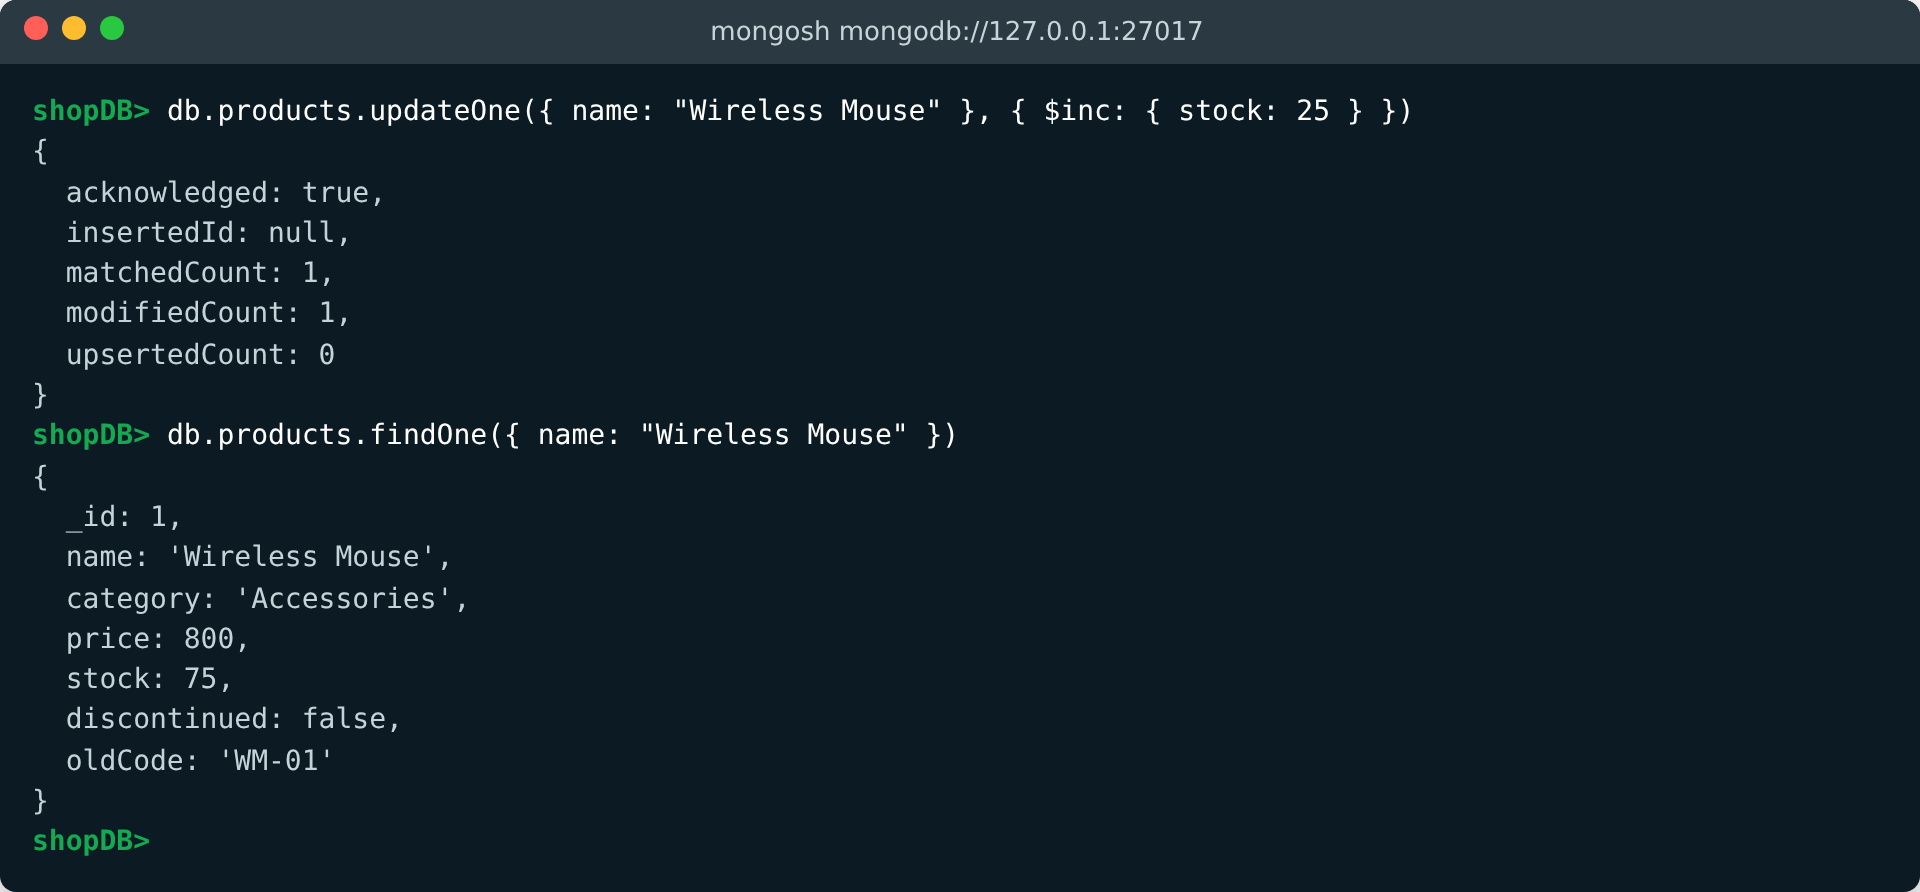 mongosh mongodb://127.0.0.1:27017
shopDB> db.products.updateOne({ name: "Wireless Mouse" }, { $inc: { stock: 25 } })
{
  acknowledged: true,
  insertedId: null,
  matchedCount: 1,
  modifiedCount: 1,
  upsertedCount: 0
}
shopDB> db.products.findOne({ name: "Wireless Mouse" })
{
  _id: 1,
  name: 'Wireless Mouse',
  category: 'Accessories',
  price: 800,
  stock: 75,
  discontinued: false,
  oldCode: 'WM-01'
}
shopDB>